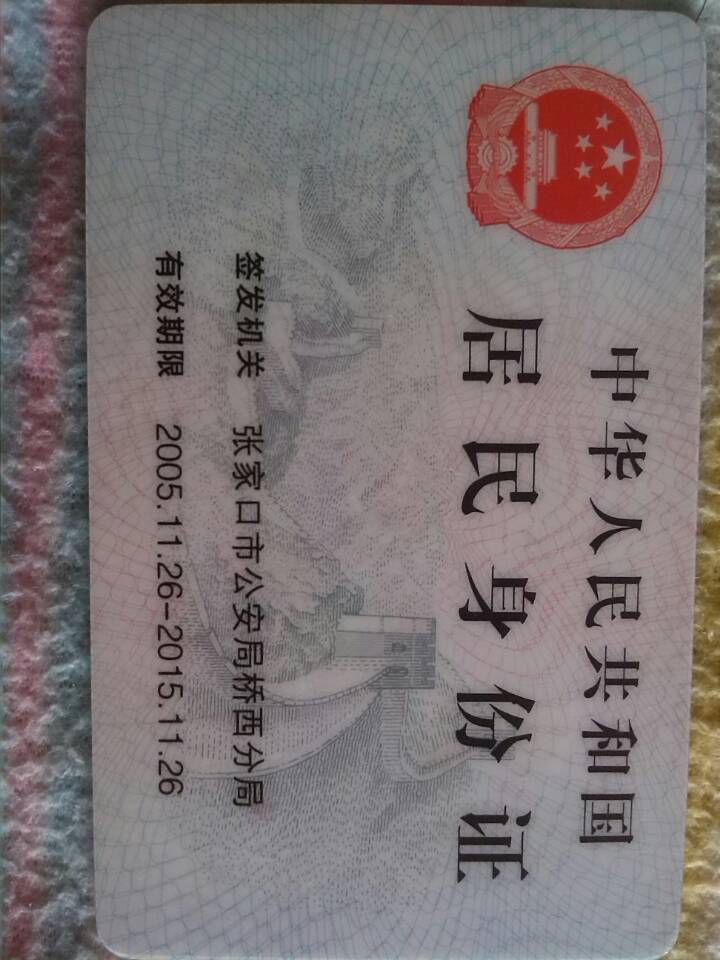 中华人民共和国
居民身份证
签发机关 张家口市公安局桥西分局
有效期限 2005.11.26-2015.11.26